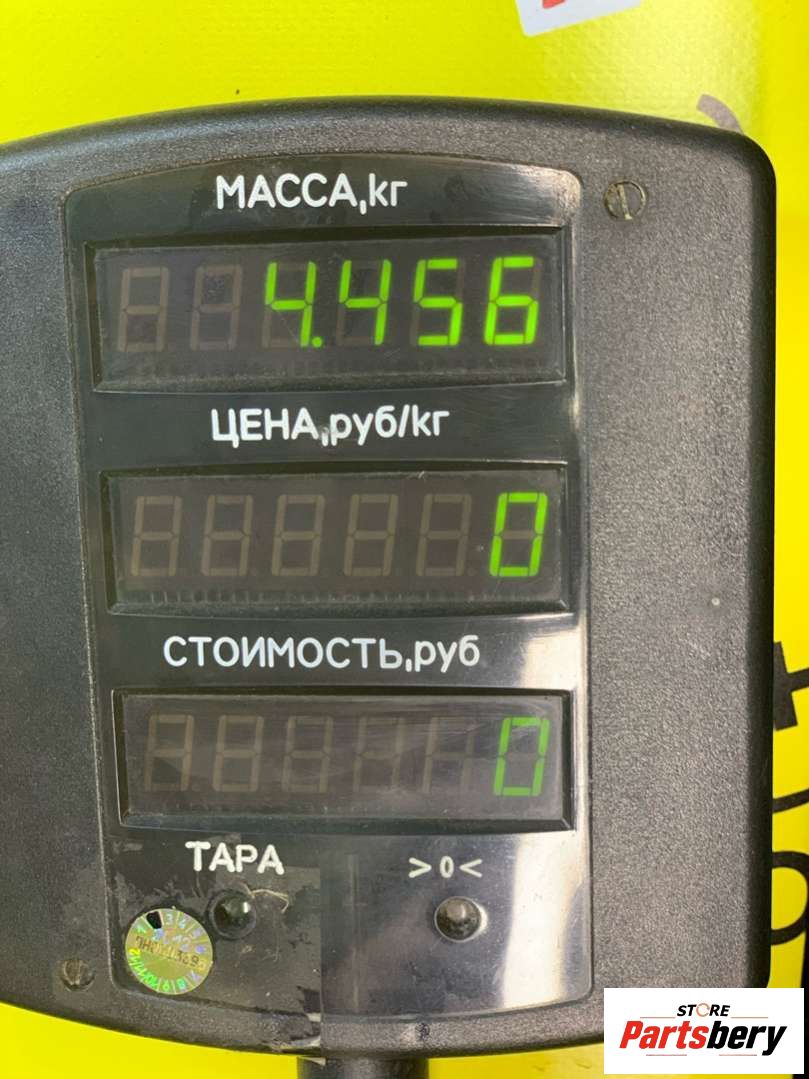 МАССА,кг
4.456
ЦЕНА,руб/кг
0
СТОИМОСТЬ,руб
0
ТАРА
>0<
STORE
Partsbery